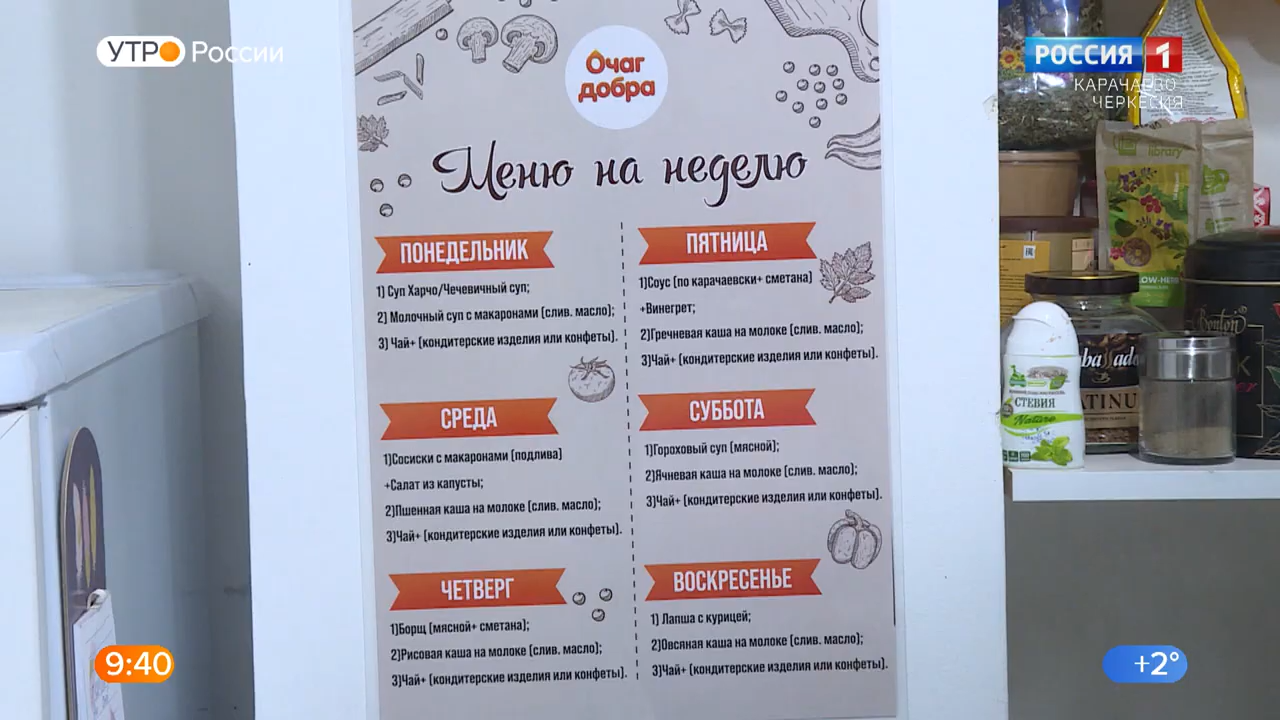 УТРО России
РОССИЯ 1
КАРАЧАЕВО
ЧЕРКЕСИЯ
Очаг
добра
Меню на неделю
ПОНЕДЕЛЬНИК
1) Суп Харчо/Чечевичный суп;
2) Молочный суп с макаронами (слив. масло);
3) Чай+ (кондитерские изделия или конфеты).
СРЕДА
1)Сосиски с макаронами (подлива)
+Салат из капусты;
2)Пшенная каша на молоке (слив. масло);
3)Чай+ (кондитерские изделия или конфеты).
ЧЕТВЕРГ
1)Борщ (мясной+ сметана);
2)Рисовая каша на молоке (слив. масло);
3)Чай+ (кондитерские изделия или конфеты).
ПЯТНИЦА
1)Соус (по карачаевски+ сметана)
+Винегрет;
2)Гречневая каша на молоке (слив. масло);
3)Чай+ (кондитерские изделия или конфеты).
СУББОТА
1)Гороховый суп (мясной);
2)Ячневая каша на молоке (слив. масло);
3)Чай+ (кондитерские изделия или конфеты).
ВОСКРЕСЕНЬЕ
1) Лапша с курицей;
2)Овсяная каша на молоке (слив. масло);
3)Чай+ (кондитерские изделия или конфеты).
library
Bonton
СТЕВИЯ
Nature
9:40
+2°